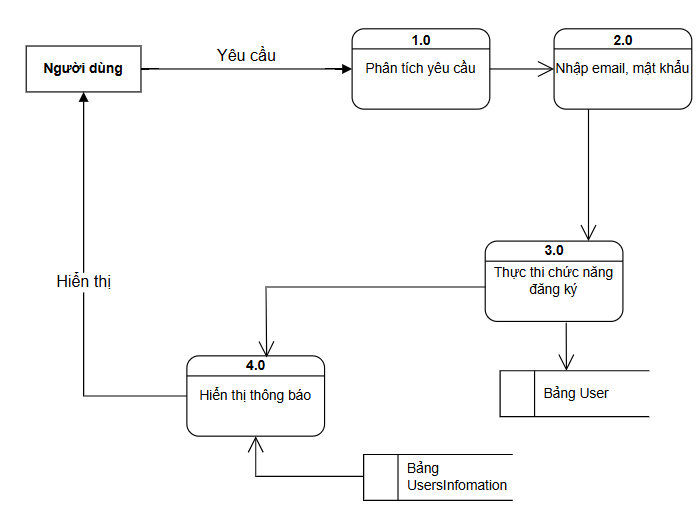 1.0
2.0
Người dùng
Yêu cầu
Phân tích yêu cầu
Nhập email, mật khẩu
3.0
Thực thi chức năng
đăng ký
Hiển thị
4.0
Hiển thị thông báo
Bảng User
Bảng
UsersInfomation